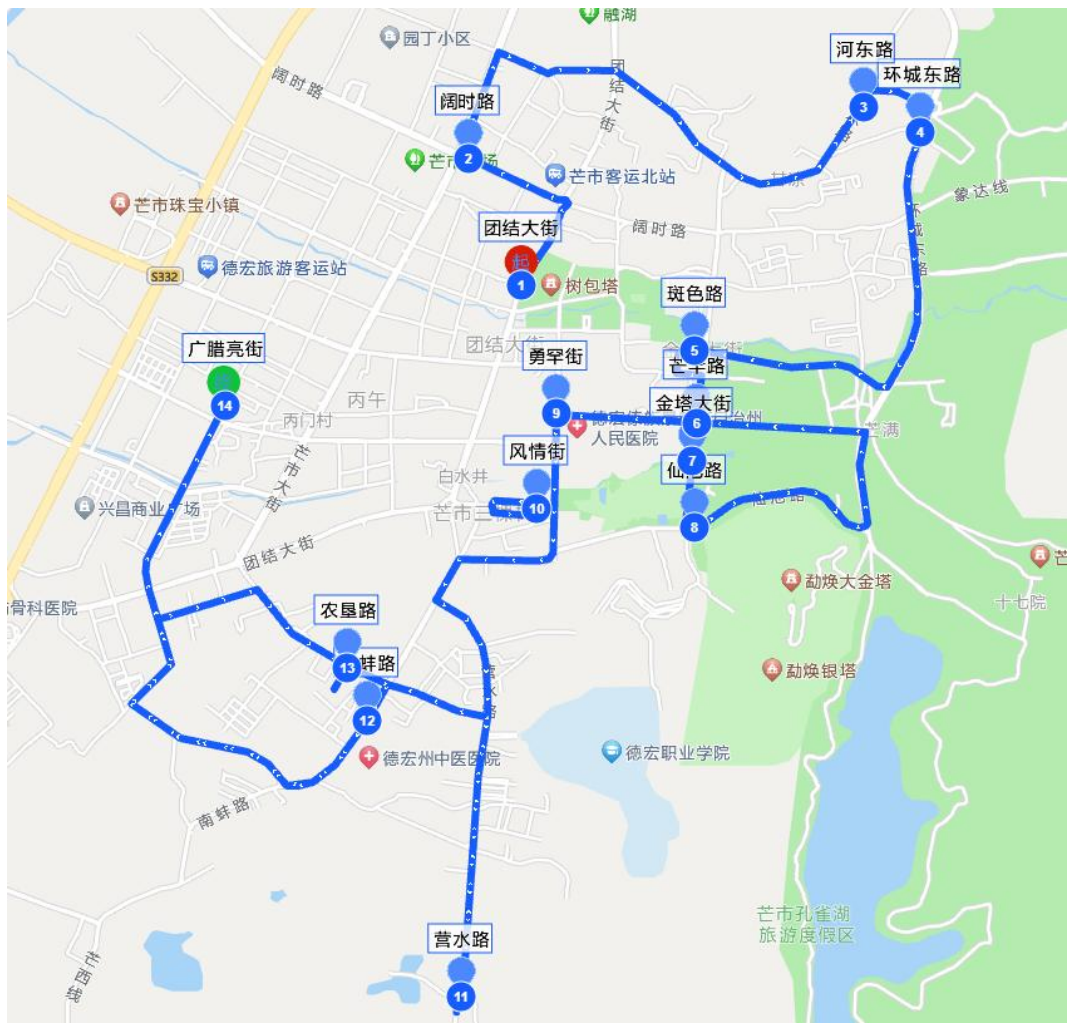 融湖
园丁小区
阔时路
团结大街
河东路
环城东路
3
4
阔时路
2
芒市
场
芒市客运北站
象达线
芒市珠宝小镇
团结大街
阔时路
环城东路
S332
德宏旅游客运站
起
1
树包塔
斑色路
5
团结大街
勇罕街
广腊亮街
14
丙午
9
金塔大街
6
丙门村
人民医院
芒满
7
风情街
白水井
芒市大街
兴昌商业广场
10
8
团结大街
勐焕大金塔
骨科医院
十七院
农垦路
13
蚌路
12
勐焕银塔
德宏州中医医院
德宏职业学院
南蚌路
营水路
11
芒市孔雀湖
旅游度假区
芒西线